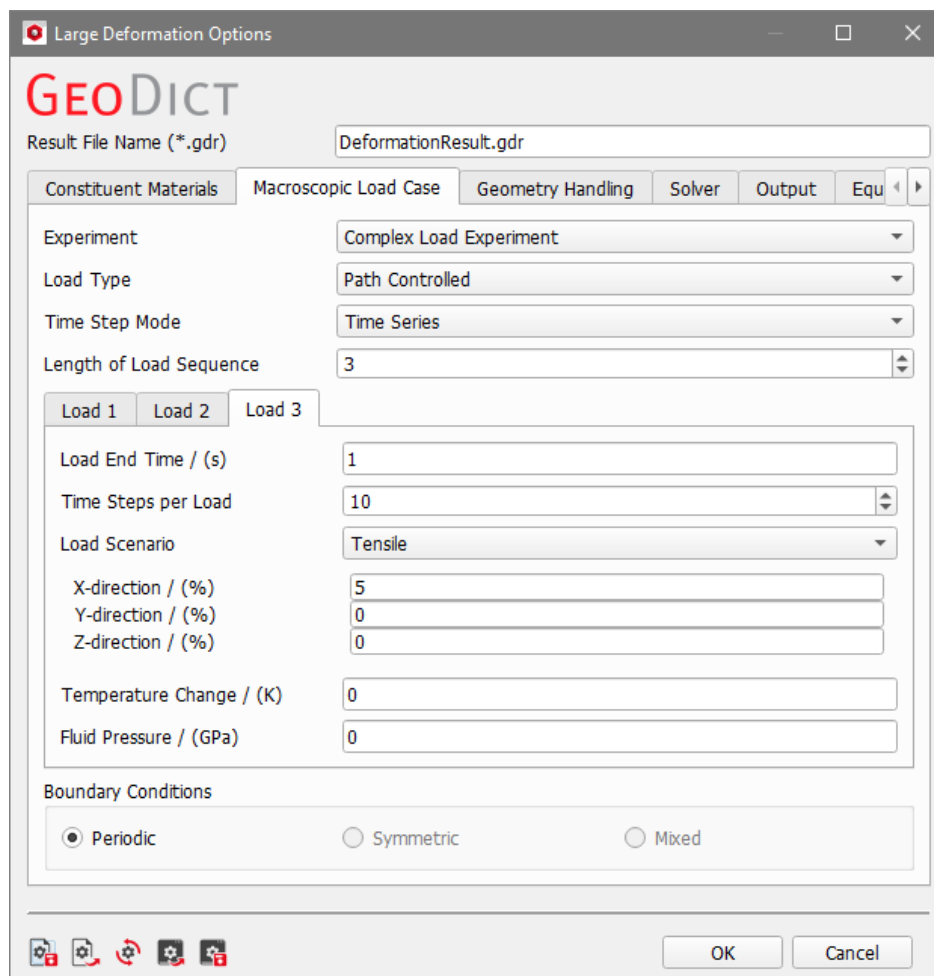 Large Deformation Options
GEODICT
Result File Name (*.gdr) DeformationResult.gdr
Constituent Materials Macroscopic Load Case Geometry Handling Solver Output Equ
Experiment Complex Load Experiment
Load Type Path Controlled
Time Step Mode Time Series
Length of Load Sequence 3
Load 1 Load 2 Load 3
Load End Time / (s) 1
Time Steps per Load 10
Load Scenario Tensile
X-direction / (%) 5
Y-direction / (%) 0
Z-direction / (%) 0
Temperature Change / (K) 0
Fluid Pressure / (GPa) 0
Boundary Conditions
Periodic Symmetric Mixed
OK Cancel